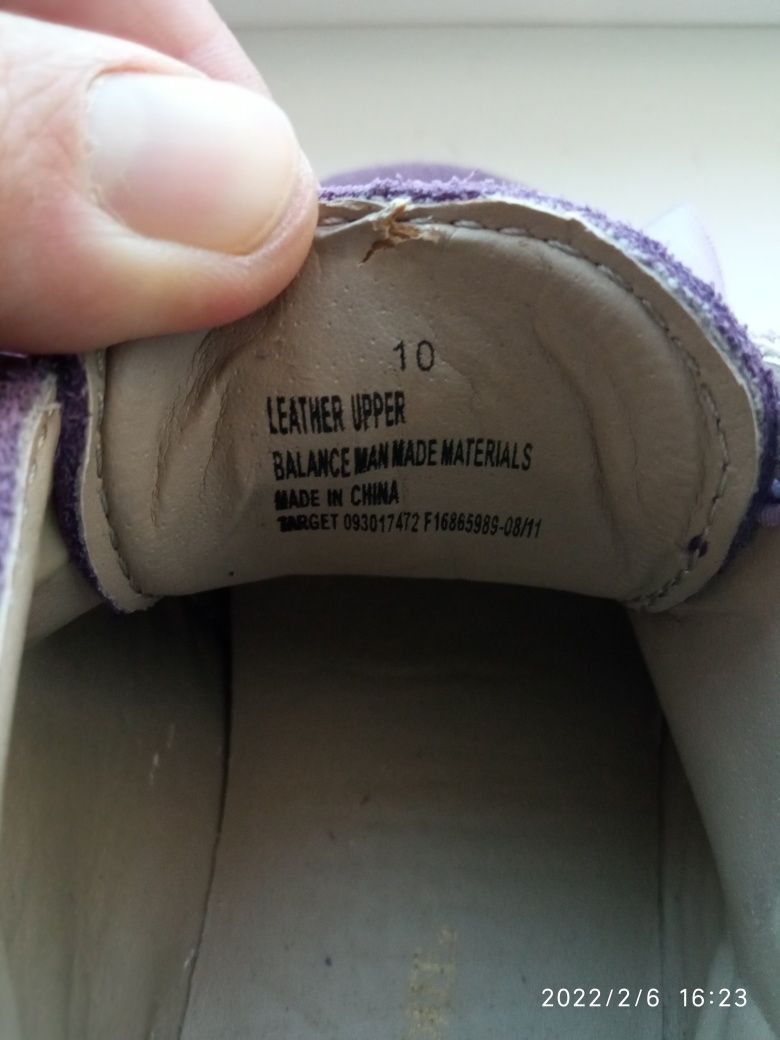 10
LEATHER UPPER
BALANCE MAN MADE MATERIALS
MADE IN CHINA
TARGET 093017472 F16865989-08/11
2022/2/6 16:23